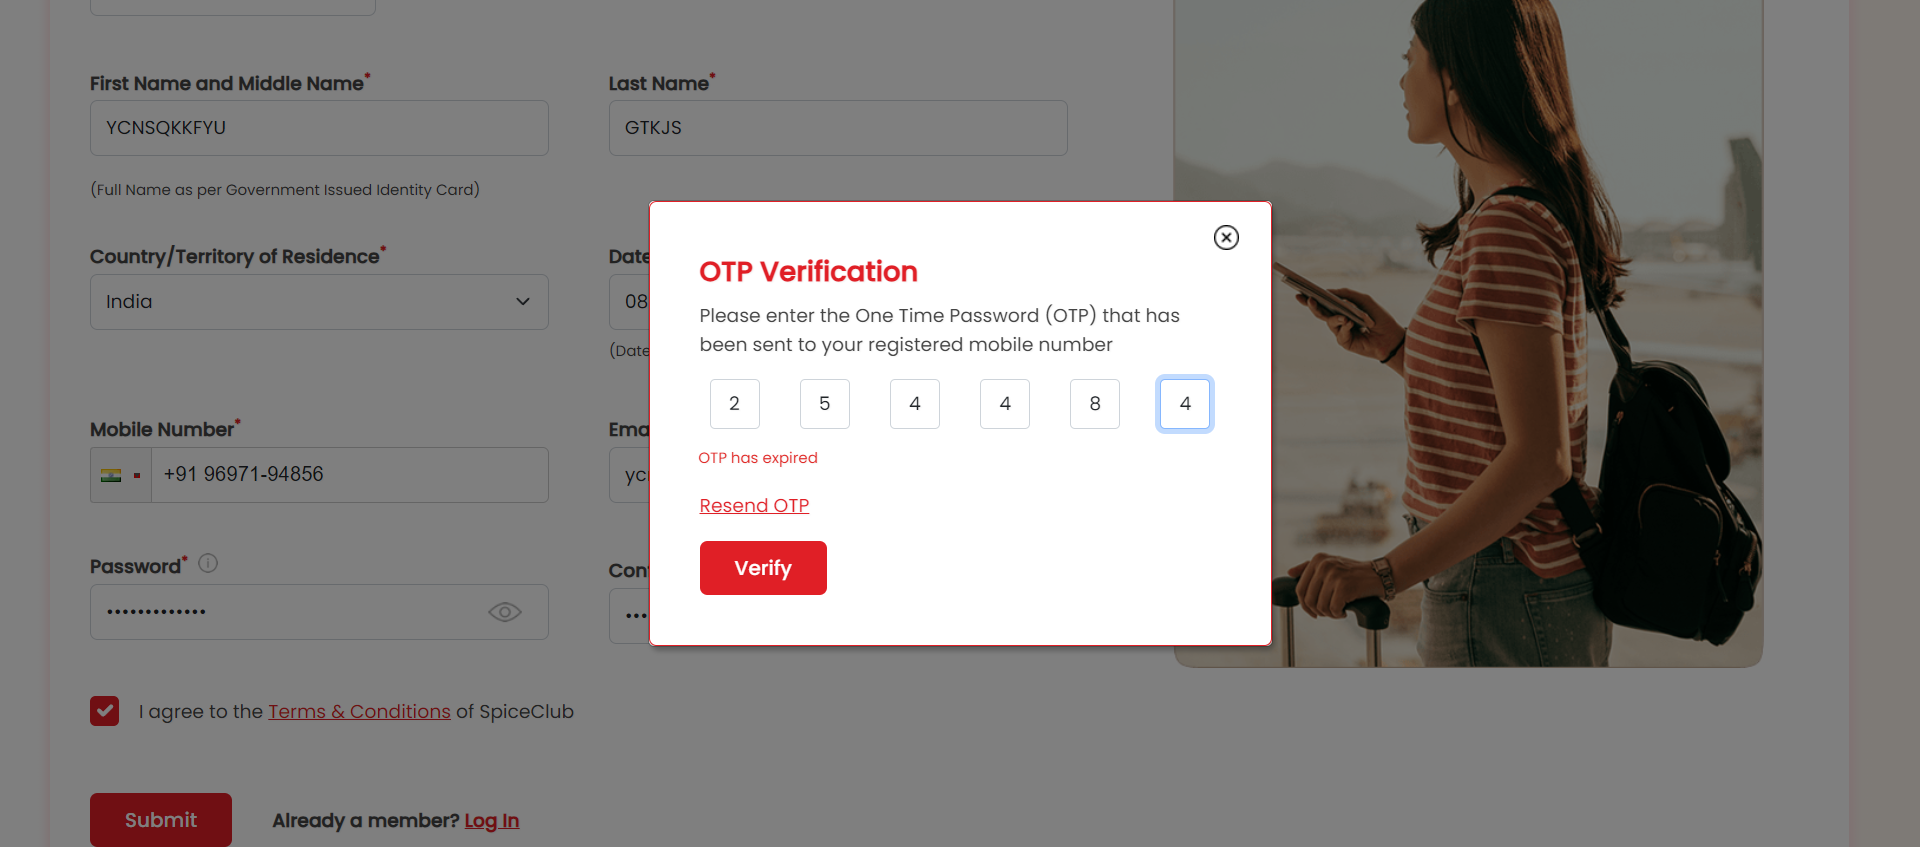 First Name and Middle Name*
Last Name*
YCNSQKKFYU
GTKJS
(Full Name as per Government Issued Identity Card)
Country/Territory of Residence*
Date
India
08
(Date
OTP Verification
Please enter the One Time Password (OTP) that has
been sent to your registered mobile number
2 5 4 4 8 4
OTP has expired
Resend OTP
Verify
Mobile Number*
Ema
+91 96971-94856
ycr
Password*
Con
I agree to the Terms & Conditions of SpiceClub
Submit
Already a member? Log In